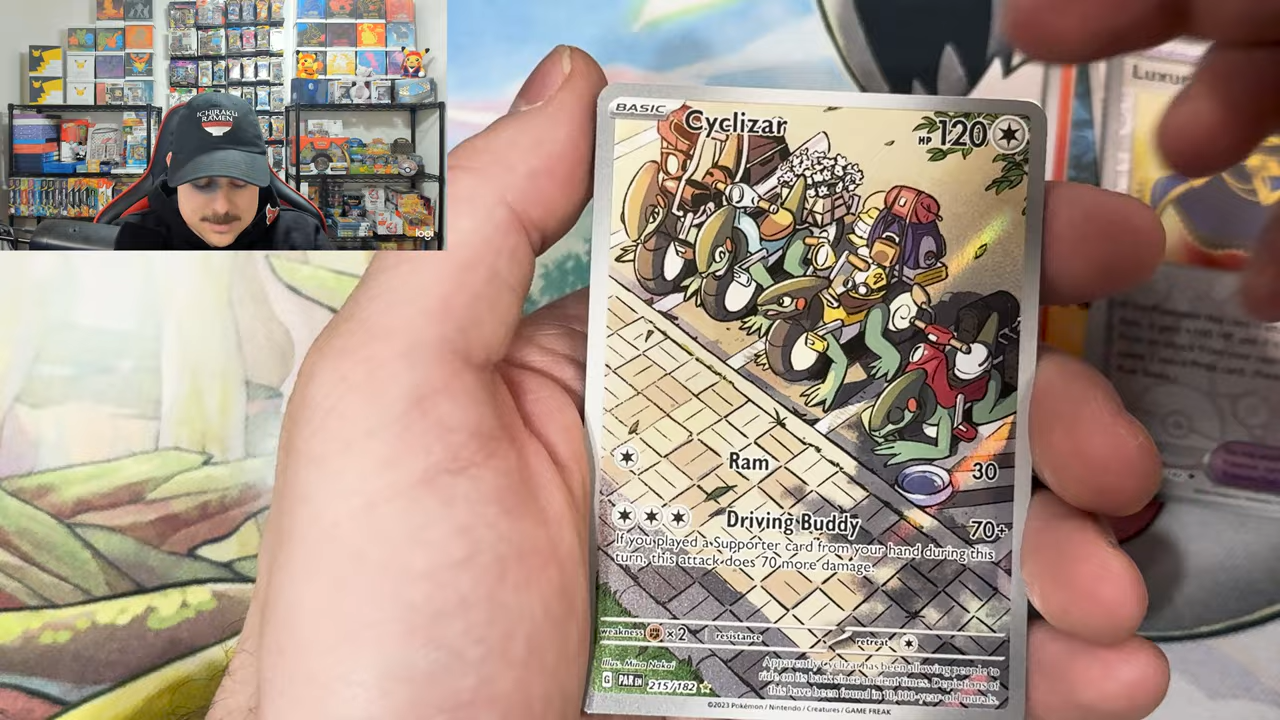 ICHIRAKU
RAMEN
logi
BASIC
Cyclizar
HP 120
Luxur
Ram
30
Driving Buddy
70+
If you played a Supporter card from your hand during this
turn, this attack does 70 more damage.
weakness ×2 resistance retreat
Illus. Mina Nakai
G PAR EN 215/182
Apparently Cyclizar has been allowing people to
ride on its back since ancient times. Depictions of
this have been found in 10,000-year-old murals.
©2023 Pokémon / Nintendo / Creatures / GAME FREAK